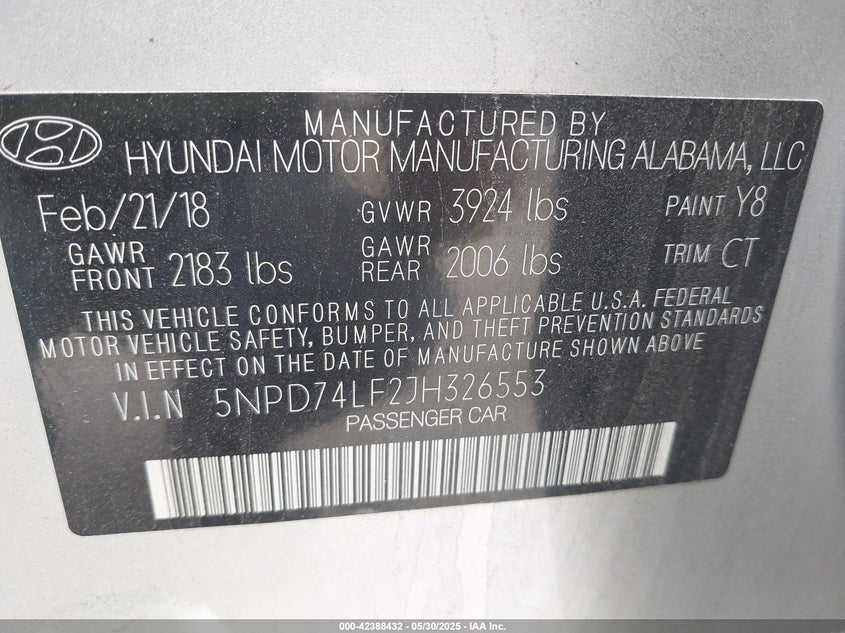 MANUFACTURED BY
HYUNDAI MOTOR MANUFACTURING ALABAMA, LLC
Feb/21/18 GVWR 3924 lbs PAINT Y8
GAWR FRONT 2183 lbs GAWR REAR 2006 lbs TRIM CT
THIS VEHICLE CONFORMS TO ALL APPLICABLE U.S.A. FEDERAL
MOTOR VEHICLE SAFETY, BUMPER, AND THEFT PREVENTION STANDARDS
IN EFFECT ON THE DATE OF MANUFACTURE SHOWN ABOVE.
V.I.N 5NPD74LF2JH326553
PASSENGER CAR
000-42388432 - 05/30/2025 - IAA Inc.